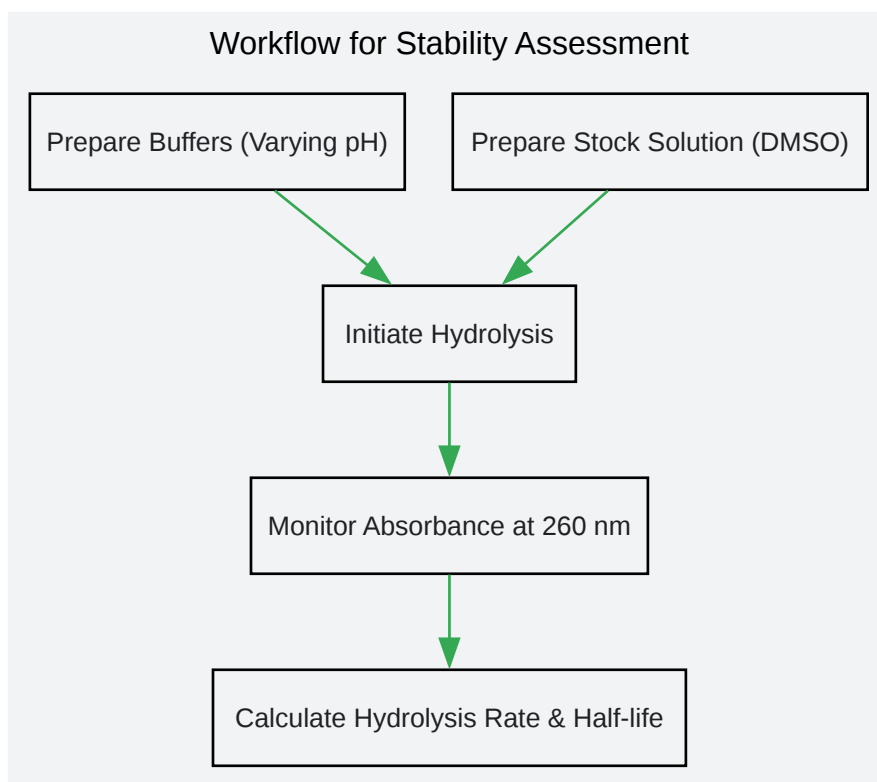 Workflow for Stability Assessment
Prepare Buffers (Varying pH)
Prepare Stock Solution (DMSO)
Initiate Hydrolysis
Monitor Absorbance at 260 nm
Calculate Hydrolysis Rate & Half-life